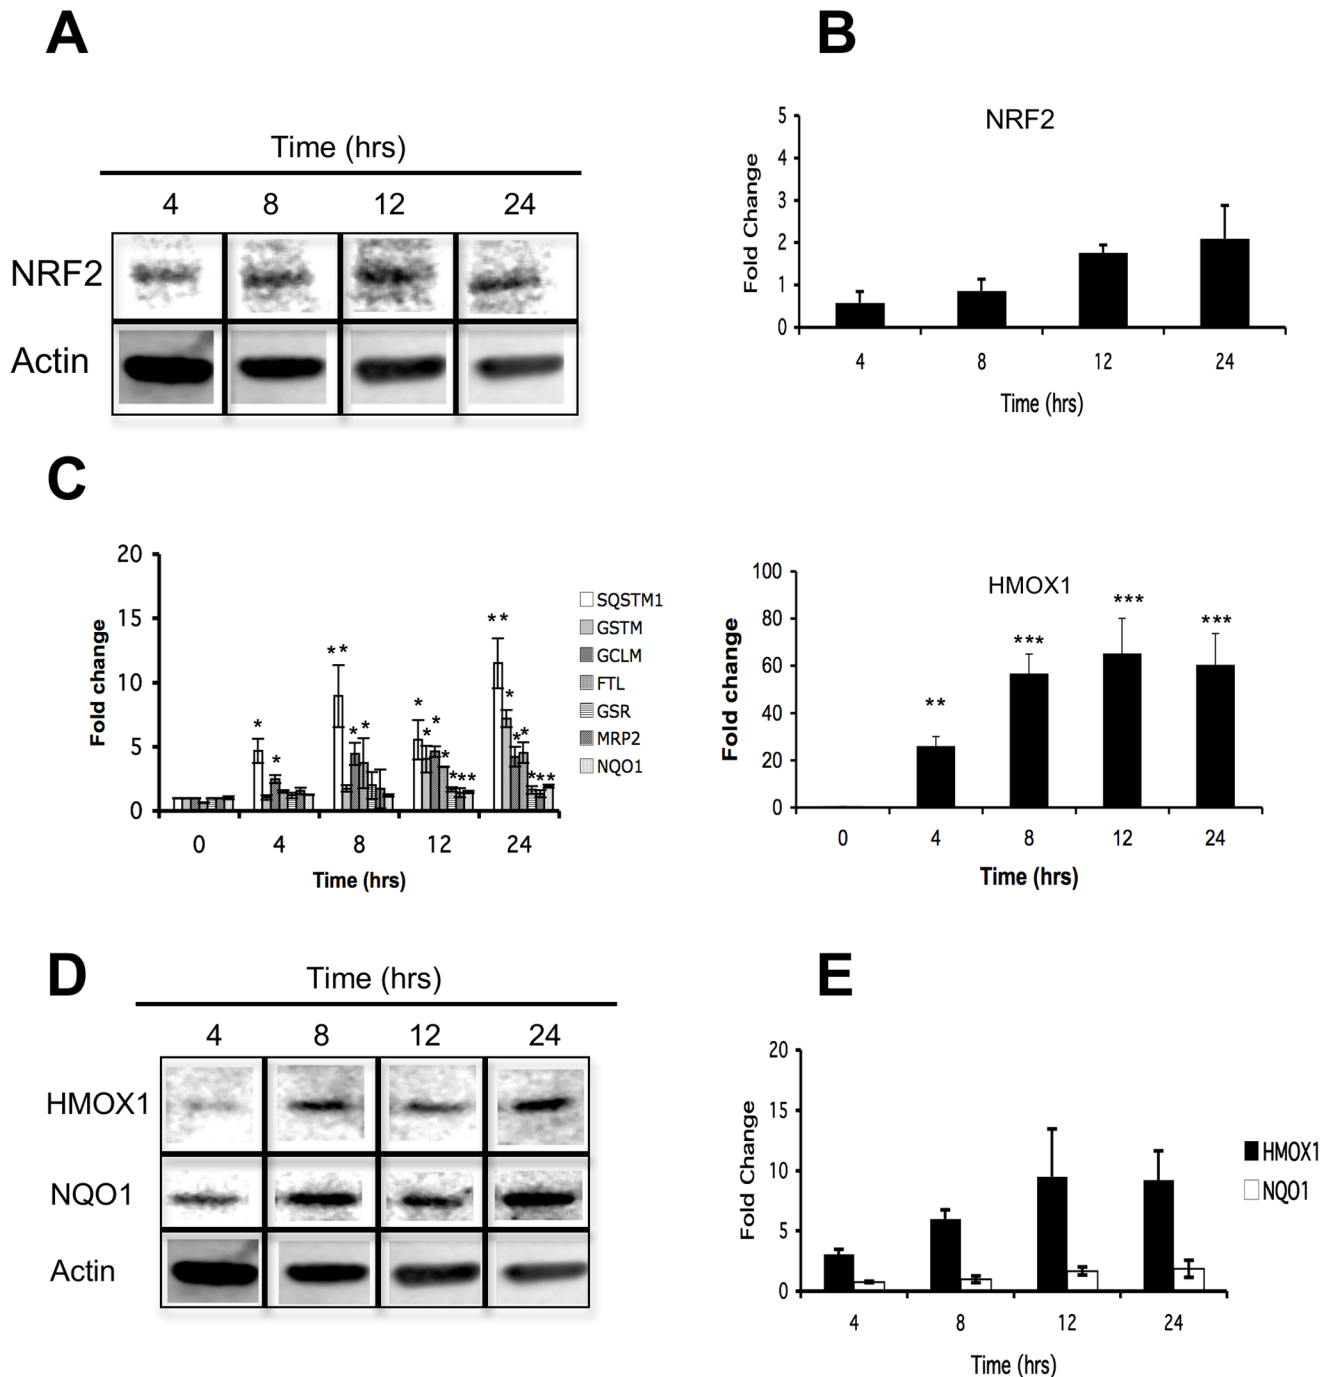 A
Time (hrs)
4 8 12 24
NRF2
Actin
B
NRF2
Fold Change
5
4
3
2
1
0
4 8 12 24
Time (hrs)
C
Fold change
20
15
10
5
0
* * * * * * * * * * * * * * * * * * * * * * *
SQSTM1
GSTM
GCLM
FTL
GSR
MRP2
NQO1
0 4 8 12 24
Time (hrs)
HMOX1
Fold change
100
80
60
40
20
0
** *** *** ***
0 4 8 12 24
Time (hrs)
D
Time (hrs)
4 8 12 24
HMOX1
NQO1
Actin
E
Fold Change
20
15
10
5
0
HMOX1
NQO1
4 8 12 24
Time (hrs)